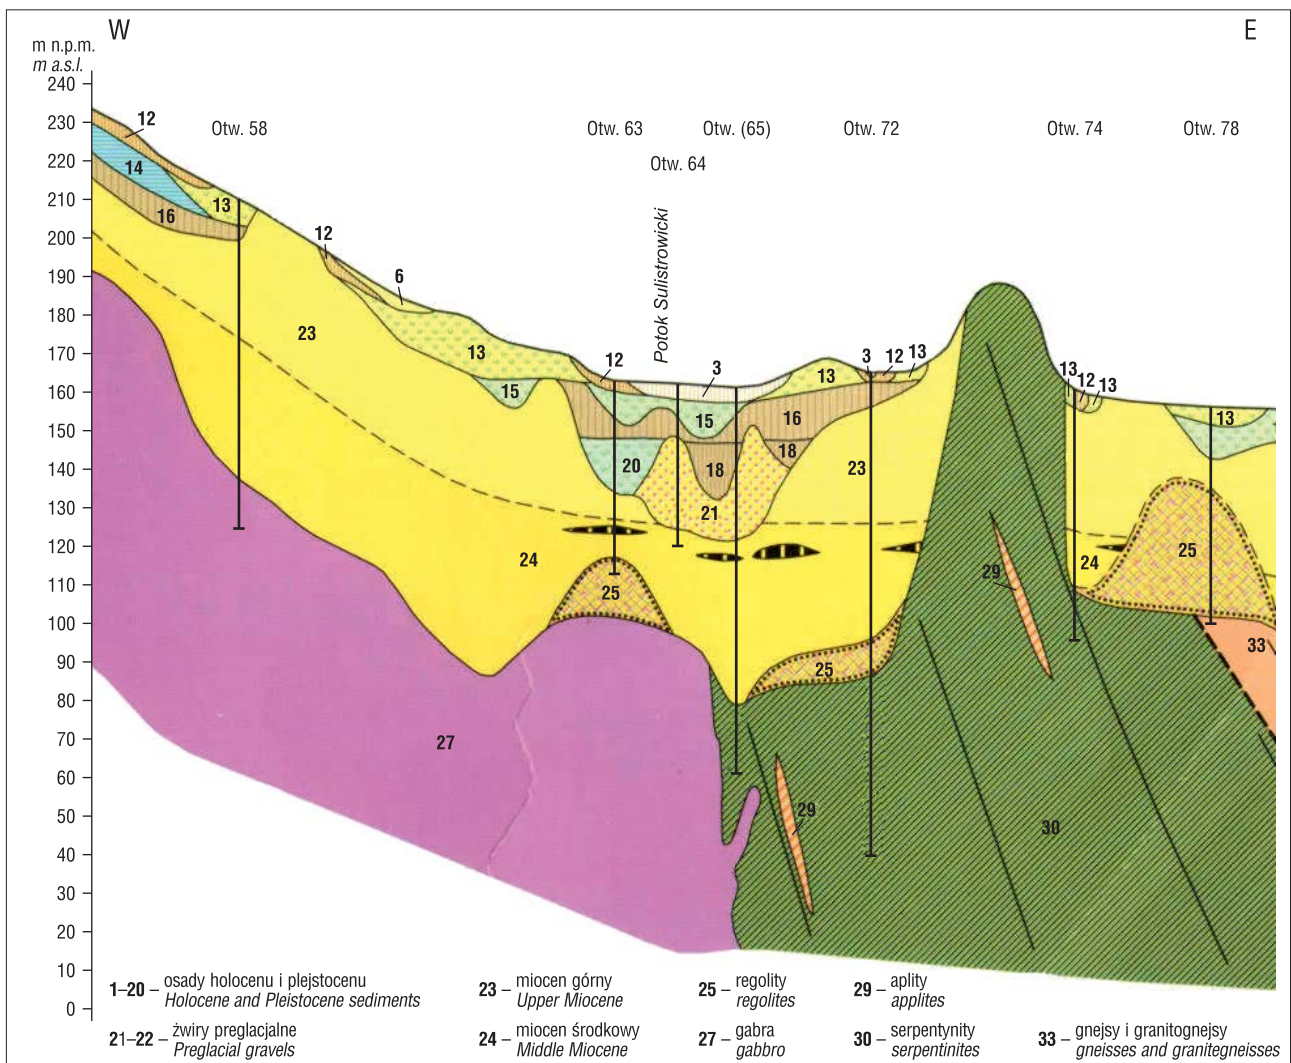 W
E
m n.p.m.
m a.s.l.
240
230
220
210
200
190
180
170
160
150
140
130
120
110
100
90
80
70
60
50
40
30
20
10
0
Otw. 58
Otw. 63
Otw. (65)
Otw. 72
Otw. 74
Otw. 78
Otw. 64
Potok Sulistrowicki
12
14
13
16
12
6
23
13
15
12
3
13
3
12
13
13
12
13
13
15
16
20
18
18
23
21
24
25
25
24
25
29
33
27
29
30
1–20 – osady holocenu i plejstocenu
Holocene and Pleistocene sediments
21–22 – żwiry preglacjalne
Preglacial gravels
23 – miocen górny
Upper Miocene
24 – miocen środkowy
Middle Miocene
25 – regolity
regolites
27 – gabra
gabbro
29 – aplity
applites
30 – serpentynity
serpentinites
33 – gnejsy i granitognejsy
gneisses and granitegneisses